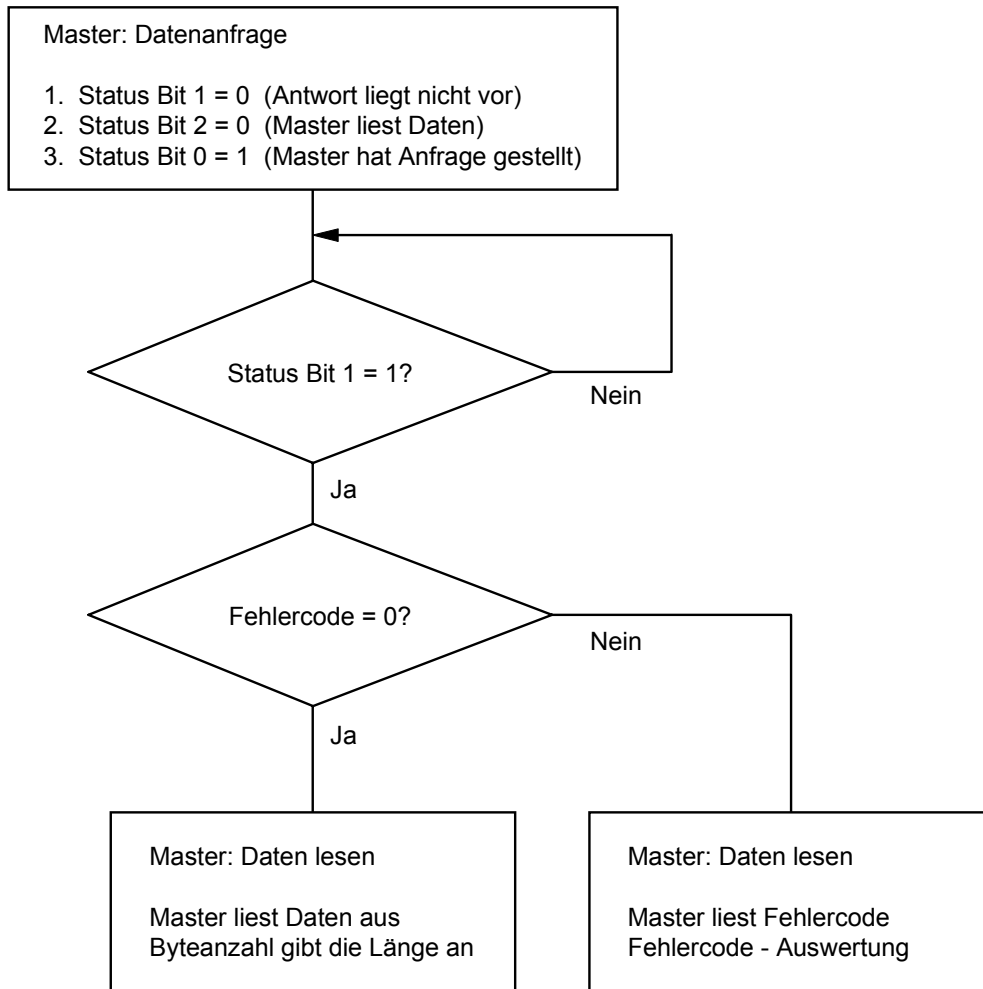 Master: Datenanfrage
1. Status Bit 1 = 0 (Antwort liegt nicht vor)
2. Status Bit 2 = 0 (Master liest Daten)
3. Status Bit 0 = 1 (Master hat Anfrage gestellt)
Status Bit 1 = 1?
Nein
Ja
Fehlercode = 0?
Nein
Ja
Master: Daten lesen
Master liest Daten aus
Byteanzahl gibt die Länge an
Master: Daten lesen
Master liest Fehlercode
Fehlercode - Auswertung